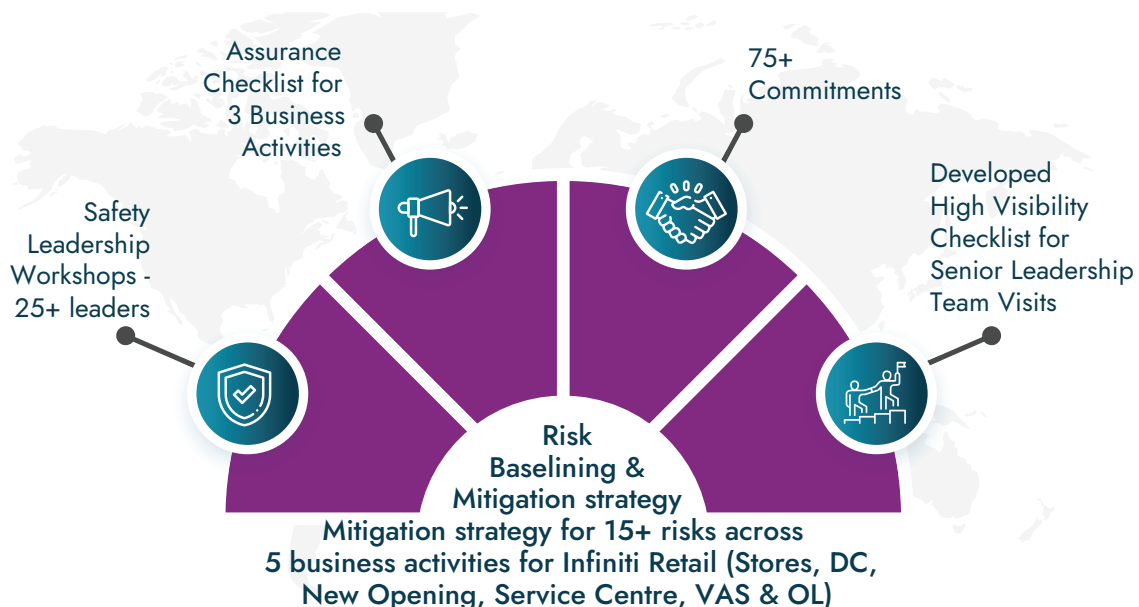 Safety
Leadership
Workshops -
25+ leaders
Assurance
Checklist for
3 Business
Activities
75+
Commitments
Developed
High Visibility
Checklist for
Senior Leadership
Team Visits
Risk
Baselining &
Mitigation strategy
Mitigation strategy for 15+ risks across
5 business activities for Infiniti Retail (Stores, DC,
New Opening, Service Centre, VAS & OL)